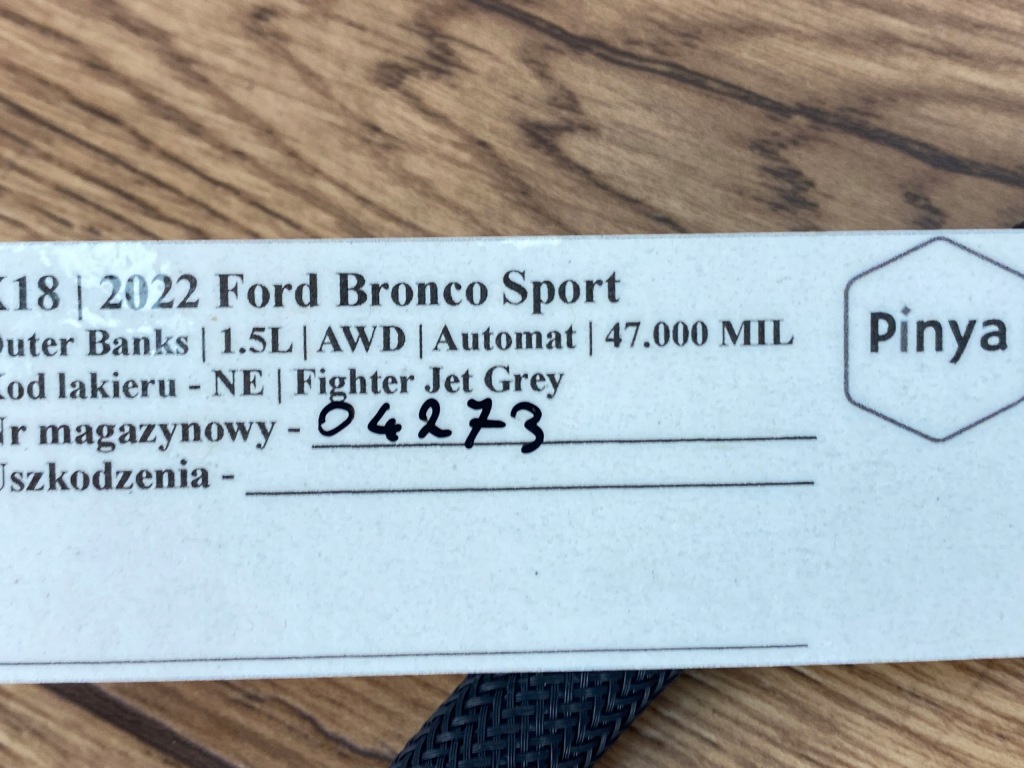 K18 | 2022 Ford Bronco Sport
Outer Banks | 1.5L | AWD | Automat | 47.000 MIL
Kod lakieru - NE | Fighter Jet Grey
Nr magazynowy - 04273
Uszkodzenia -
Pinya